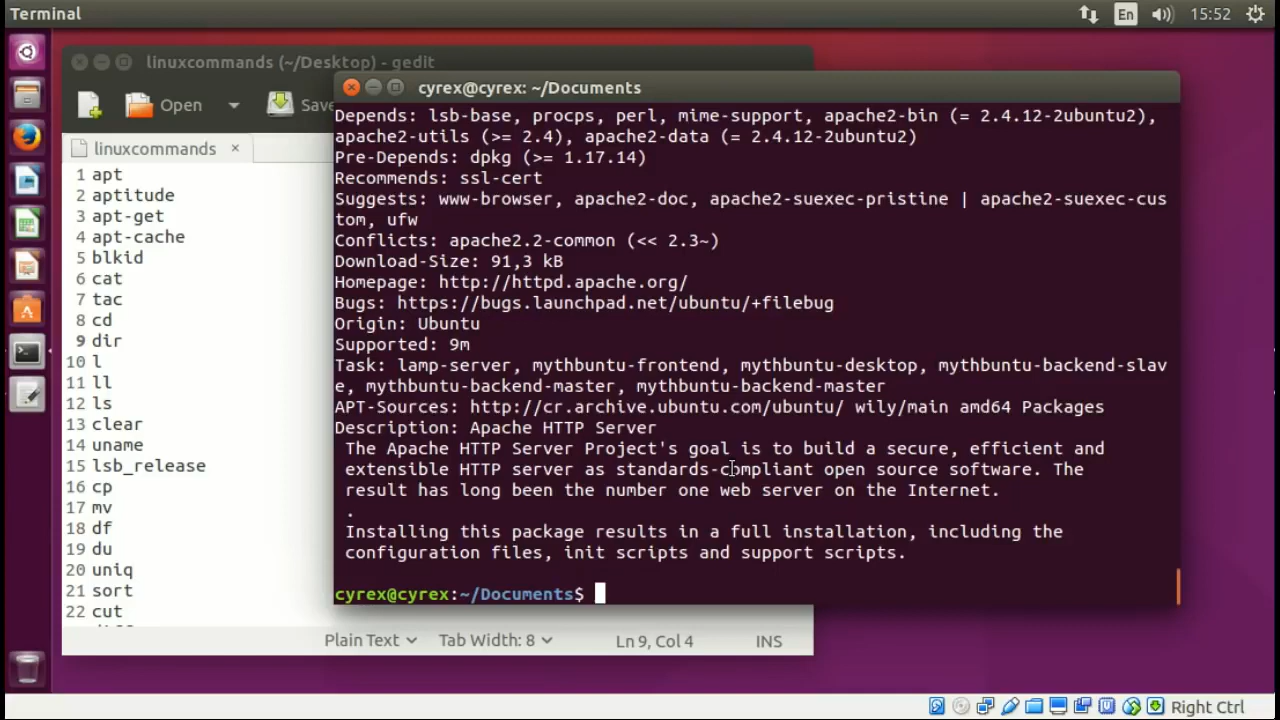 Terminal
En
15:52
linuxcommands (~/Desktop) - gedit
Open
Save
linuxcommands ×
1 apt
2 aptitude
3 apt-get
4 apt-cache
5 blkid
6 cat
7 tac
8 cd
9 dir
10 l
11 ll
12 ls
13 clear
14 uname
15 lsb_release
16 cp
17 mv
18 df
19 du
20 uniq
21 sort
22 cut
Plain Text Tab Width: 8 Ln 9, Col 4 INS
cyrex@cyrex: ~/Documents
Depends: lsb-base, procps, perl, mime-support, apache2-bin (= 2.4.12-2ubuntu2),
apache2-utils (>= 2.4), apache2-data (= 2.4.12-2ubuntu2)
Pre-Depends: dpkg (>= 1.17.14)
Recommends: ssl-cert
Suggests: www-browser, apache2-doc, apache2-suexec-pristine | apache2-suexec-cus
tom, ufw
Conflicts: apache2.2-common (<< 2.3~)
Download-Size: 91,3 kB
Homepage: http://httpd.apache.org/
Bugs: https://bugs.launchpad.net/ubuntu/+filebug
Origin: Ubuntu
Supported: 9m
Task: lamp-server, mythbuntu-frontend, mythbuntu-desktop, mythbuntu-backend-slav
e, mythbuntu-backend-master, mythbuntu-backend-master
APT-Sources: http://cr.archive.ubuntu.com/ubuntu/ wily/main amd64 Packages
Description: Apache HTTP Server
The Apache HTTP Server Project's goal is to build a secure, efficient and
extensible HTTP server as standards-compliant open source software. The
result has long been the number one web server on the Internet.
.
Installing this package results in a full installation, including the
configuration files, init scripts and support scripts.
cyrex@cyrex:~/Documents$
Right Ctrl